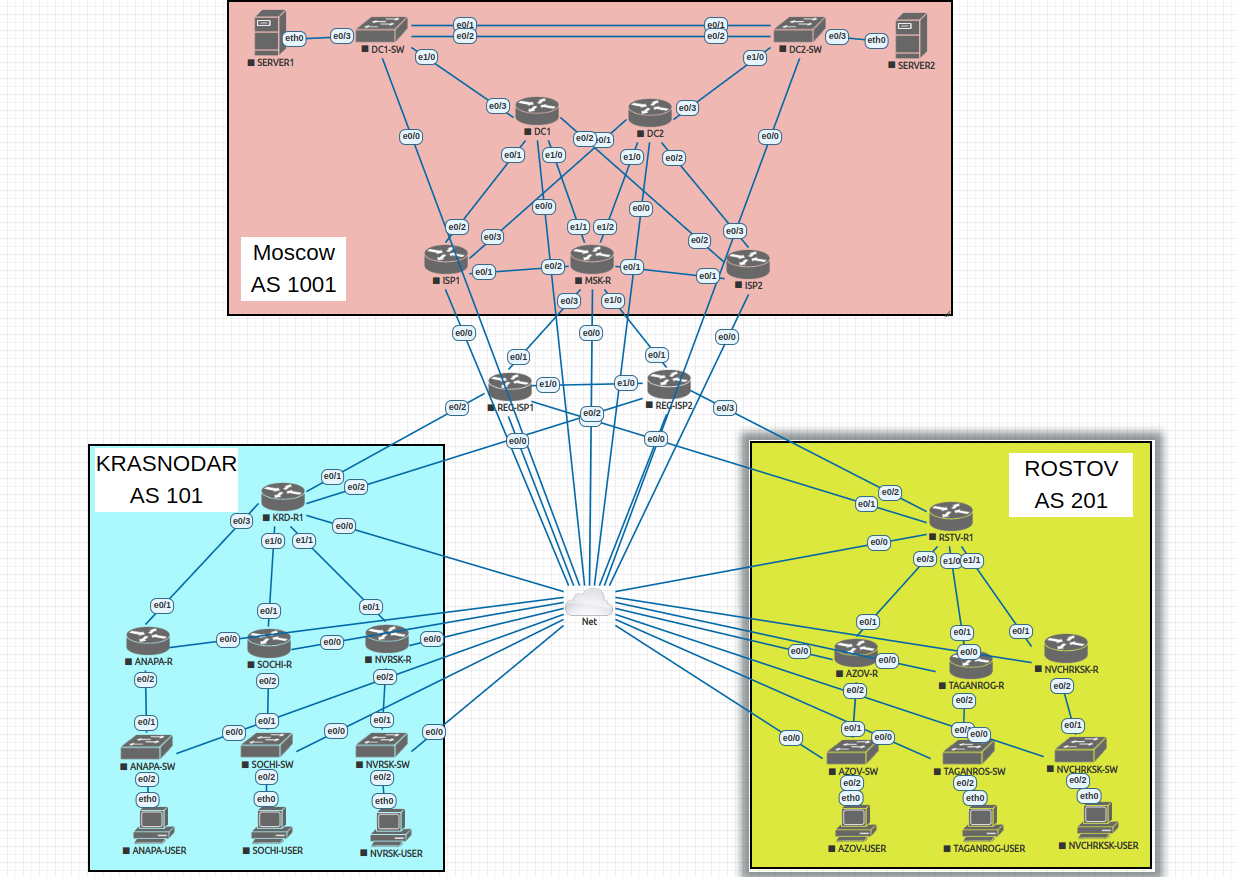 e0/1 e0/1
eth0 e0/3 e0/2 e0/2 e0/3 eth0
DC1-SW DC2-SW
SERVER1 e1/0 e1/0 SERVER2
e0/3 e0/3
DC1 DC2
e0/0 e0/2 e0/1 e0/0
e0/1 e1/0 e1/0 e0/2
e0/0 e0/0
e0/2 e1/1 e1/2 e0/3
e0/3 e0/2
Moscow
AS 1001
e0/1 e0/2 e0/1 e0/1
ISP1 MSK-R ISP2
e0/3 e1/0
e0/0 e0/0 e0/0
e0/1 e0/1
e1/0 e1/0
REG-ISP1 REG-ISP2
e0/2 e0/2 e0/3
e0/0 e0/0
KRASNODAR
AS 101
ROSTOV
AS 201
e0/1 e0/2
e0/2 e0/1
KRD-R1
e0/3 e0/0
RSTV-R1
e1/0 e1/1 e0/0
e0/3 e1/0 e1/1
e0/1 e0/1 e0/1
Net
e0/1 e0/1 e0/1
e0/0 e0/0 e0/0
e0/0 e0/0 e0/0
ANAPA-R SOCHI-R NVRSK-R
AZOV-R TAGANROG-R NVCHRKSK-R
e0/2 e0/2 e0/2
e0/2 e0/2 e0/2
e0/1 e0/1 e0/1
e0/0 e0/0 e0/0
e0/1 e0/1
e0/0 e0/0 e0/0
ANAPA-SW SOCHI-SW NVRSK-SW
AZOV-SW TAGANROS-SW NVCHRKSK-SW
e0/2 e0/2 e0/2
e0/2 e0/2 e0/2
eth0 eth0 eth0
eth0 eth0 eth0
ANAPA-USER SOCHI-USER NVRSK-USER
AZOV-USER TAGANROG-USER NVCHRKSK-USER